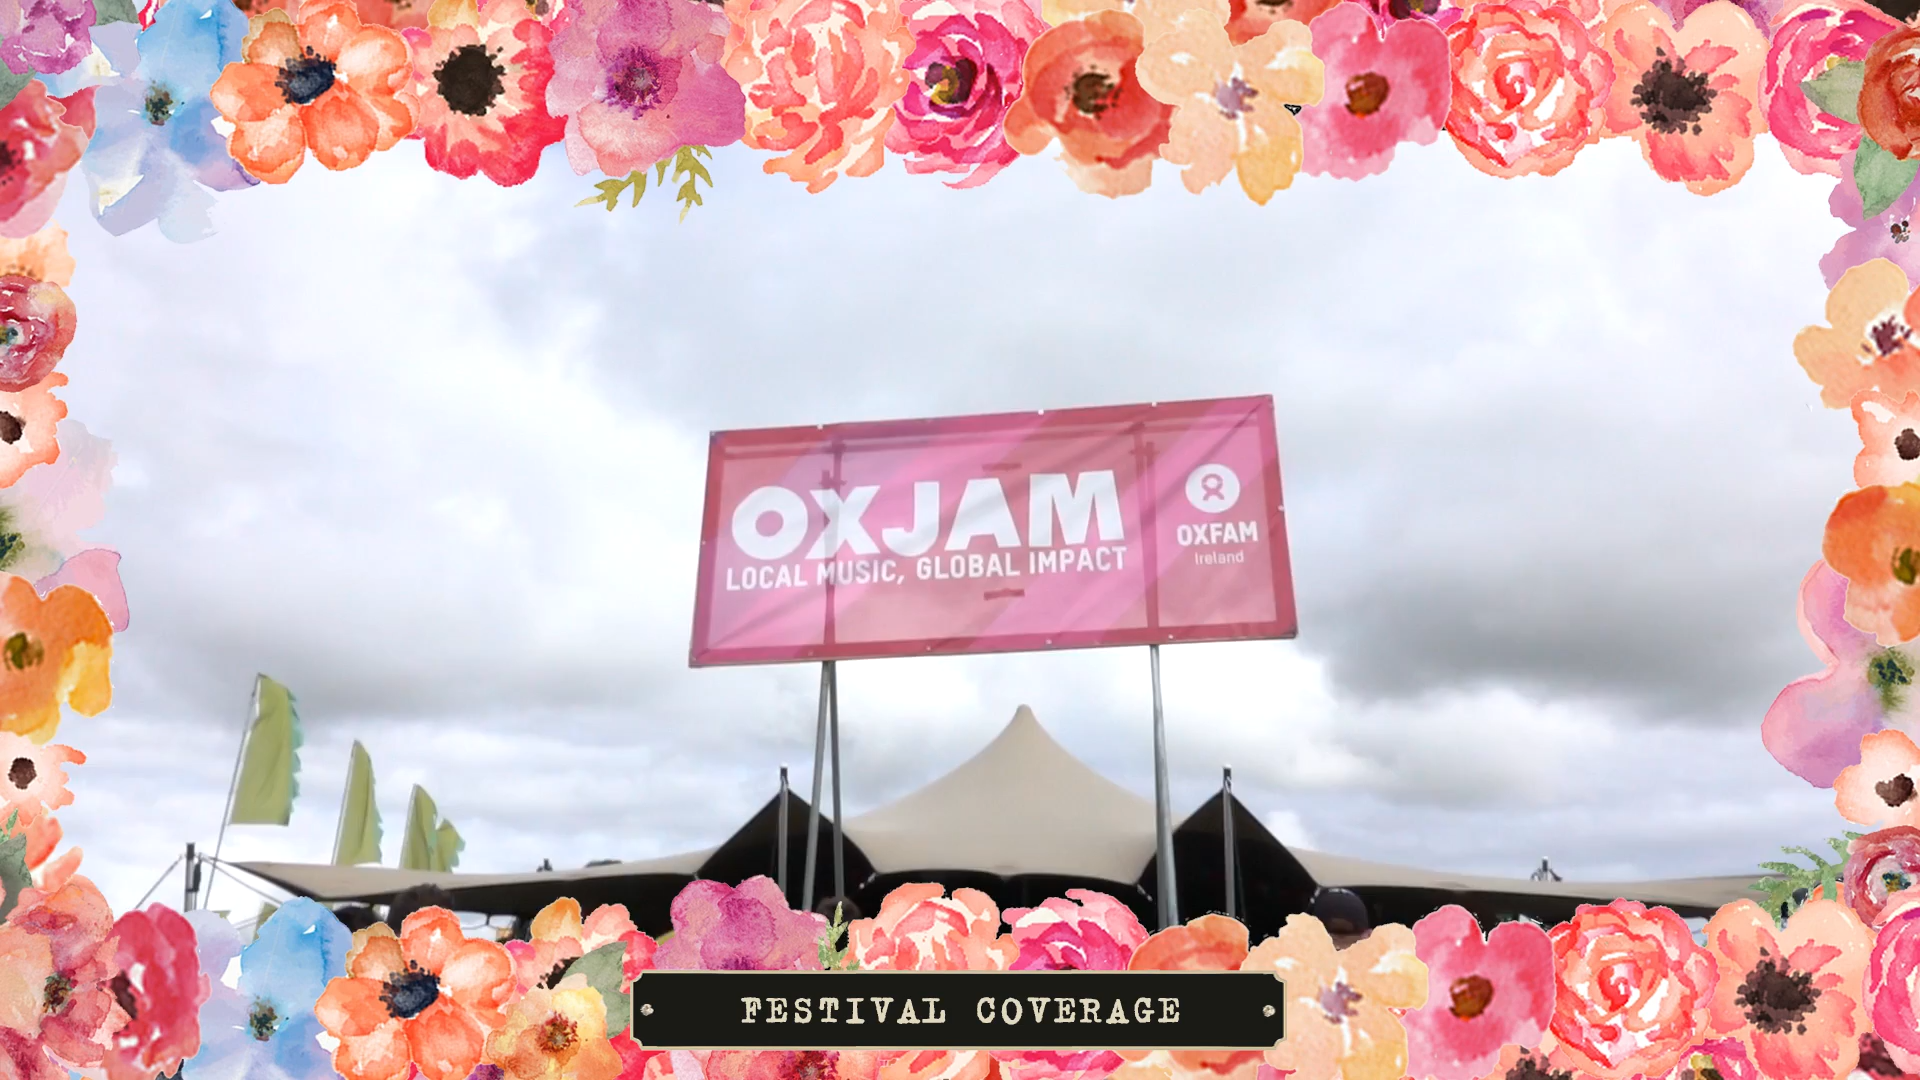 OXJAM
LOCAL MUSIC, GLOBAL IMPACT
OXFAM
Ireland
FESTIVAL COVERAGE